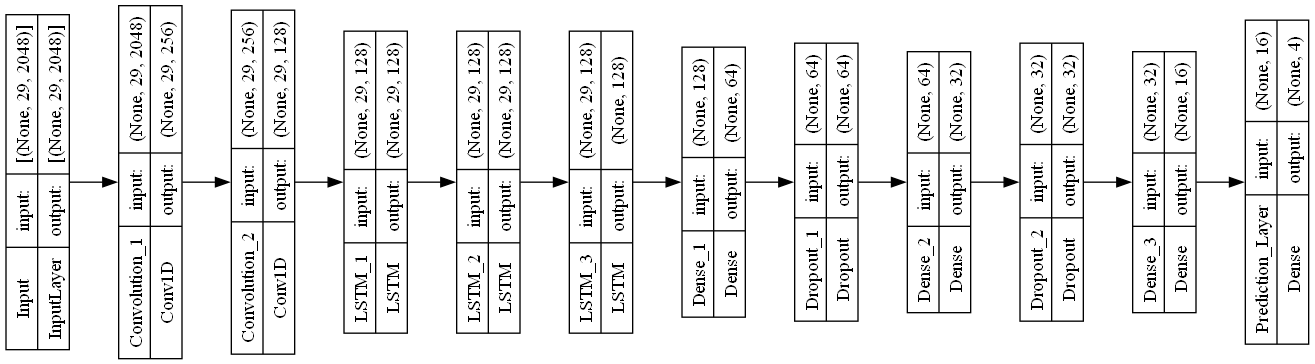 Input input: [(None, 29, 2048)]
InputLayer output: [(None, 29, 2048)]
Convolution_1 input: (None, 29, 2048)
Conv1D output: (None, 29, 256)
Convolution_2 input: (None, 29, 256)
Conv1D output: (None, 29, 128)
LSTM_1 input: (None, 29, 128)
LSTM output: (None, 29, 128)
LSTM_2 input: (None, 29, 128)
LSTM output: (None, 29, 128)
LSTM_3 input: (None, 29, 128)
LSTM output: (None, 128)
Dense_1 input: (None, 128)
Dense output: (None, 64)
Dropout_1 input: (None, 64)
Dropout output: (None, 64)
Dense_2 input: (None, 64)
Dense output: (None, 32)
Dropout_2 input: (None, 32)
Dropout output: (None, 32)
Dense_3 input: (None, 32)
Dense output: (None, 16)
Prediction_Layer input: (None, 16)
Dense output: (None, 4)